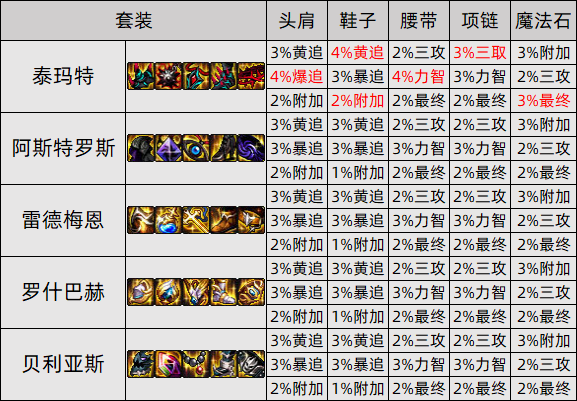 套装 头肩 鞋子 腰带 项链 魔法石
3%黄追 4%黄追 2%三攻 3%三取 3%附加
泰玛特 4%爆追 3%暴追 4%力智 3%力智 2%三攻
2%附加 2%附加 2%最终 2%最终 3%最终
3%黄追 3%黄追 2%三攻 2%三攻 3%附加
阿斯特罗斯 3%暴追 3%暴追 3%力智 3%力智 2%三攻
2%附加 1%附加 2%最终 2%最终 2%最终
3%黄追 3%黄追 2%三攻 2%三攻 3%附加
雷德梅恩 3%暴追 3%暴追 3%力智 3%力智 2%三攻
2%附加 1%附加 2%最终 2%最终 2%最终
3%黄追 3%黄追 2%三攻 2%三攻 3%附加
罗什巴赫 3%暴追 3%暴追 3%力智 3%力智 2%三攻
2%附加 1%附加 2%最终 2%最终 2%最终
3%黄追 3%黄追 2%三攻 2%三攻 3%附加
贝利亚斯 3%暴追 3%暴追 3%力智 3%力智 2%三攻
2%附加 1%附加 2%最终 2%最终 2%最终